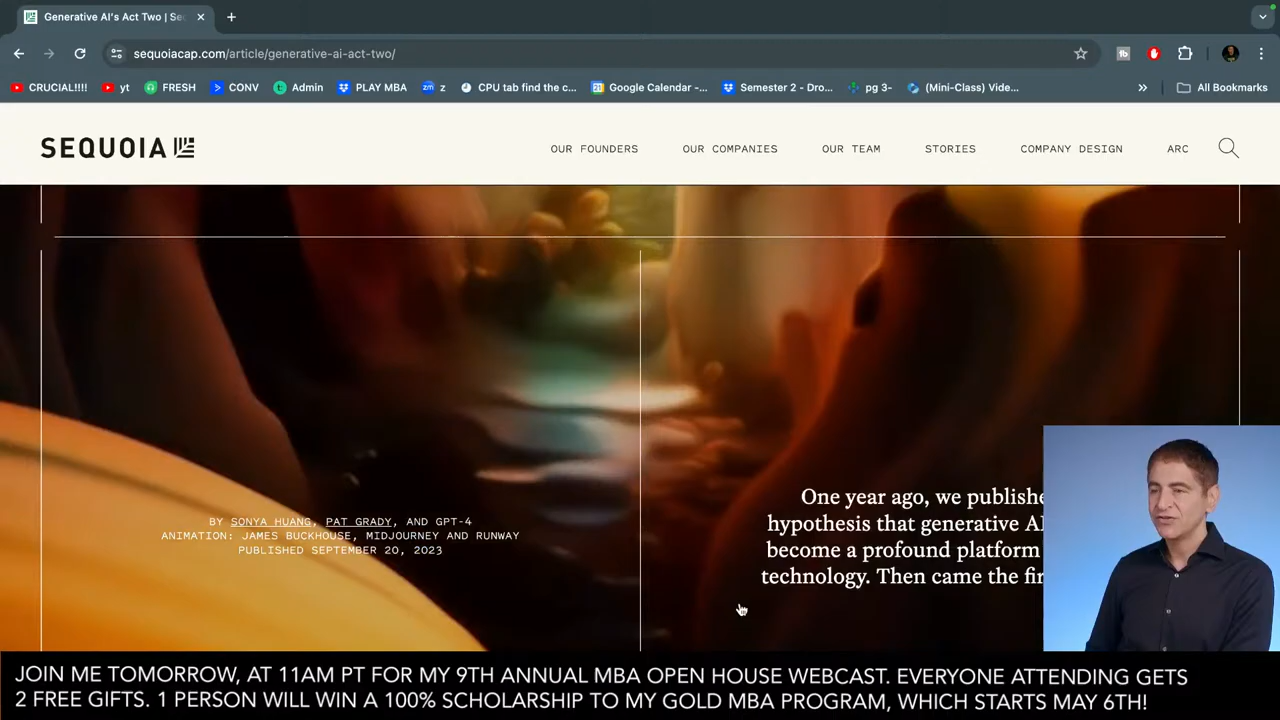 Generative AI's Act Two | Se
sequoiacap.com/article/generative-ai-act-two/
CRUCIAL!!!!
yt
FRESH
CONV
Admin
PLAY MBA
z
CPU tab find the c...
Google Calendar -...
Semester 2 - Dro...
pg 3-
(Mini-Class) Vide...
All Bookmarks
SEQUOIA
OUR FOUNDERS
OUR COMPANIES
OUR TEAM
STORIES
COMPANY DESIGN
ARC
BY SONYA HUANG, PAT GRADY, AND GPT-4
ANIMATION: JAMES BUCKHOUSE, MIDJOURNEY AND RUNWAY
PUBLISHED SEPTEMBER 20, 2023
One year ago, we publishe
hypothesis that generative AI
become a profound platform
technology. Then came the fir
JOIN ME TOMORROW, AT 11AM PT FOR MY 9TH ANNUAL MBA OPEN HOUSE WEBCAST. EVERYONE ATTENDING GETS
2 FREE GIFTS. 1 PERSON WILL WIN A 100% SCHOLARSHIP TO MY GOLD MBA PROGRAM, WHICH STARTS MAY 6TH!